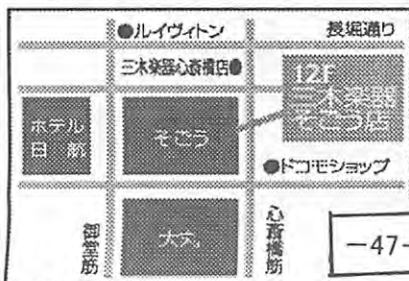 ●ルイヴィトン
長堀通り
三木楽器心斎橋店●
12F
三木楽器
そごう店
ホテル
日航
そごう
●ドコモショップ
大丸
御堂筋
心斎橋筋
-47-